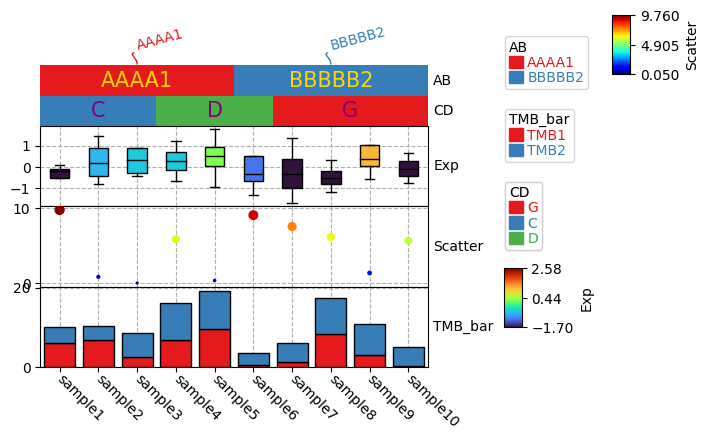 AAAA1
BBBBB2
AAAA1
BBBBB2
AB
C
D
G
CD
1
0
−1
Exp
10
0
Scatter
20
0
TMB_bar
sample1
sample2
sample3
sample4
sample5
sample6
sample7
sample8
sample9
sample10
AB
AAAA1
BBBBB2
TMB_bar
TMB1
TMB2
CD
G
C
D
2.58
0.44
−1.70
Exp
9.760
4.905
0.050
Scatter